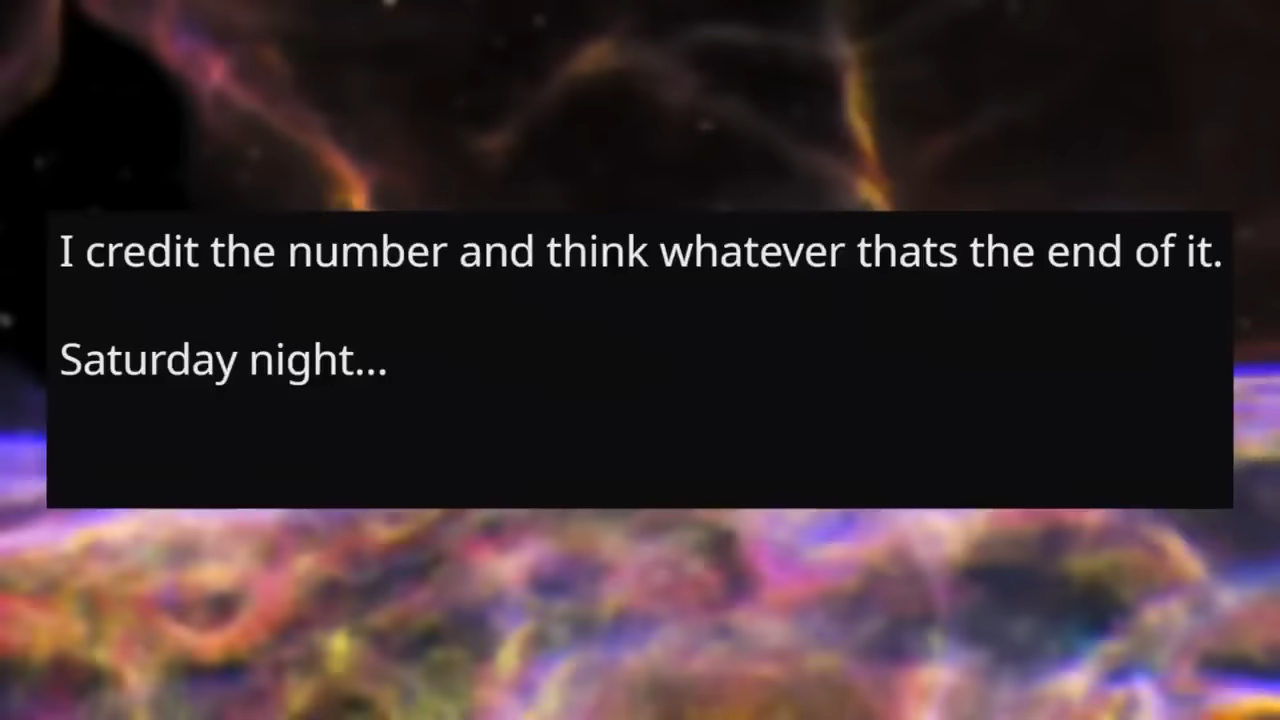 I credit the number and think whatever thats the end of it.
Saturday night...